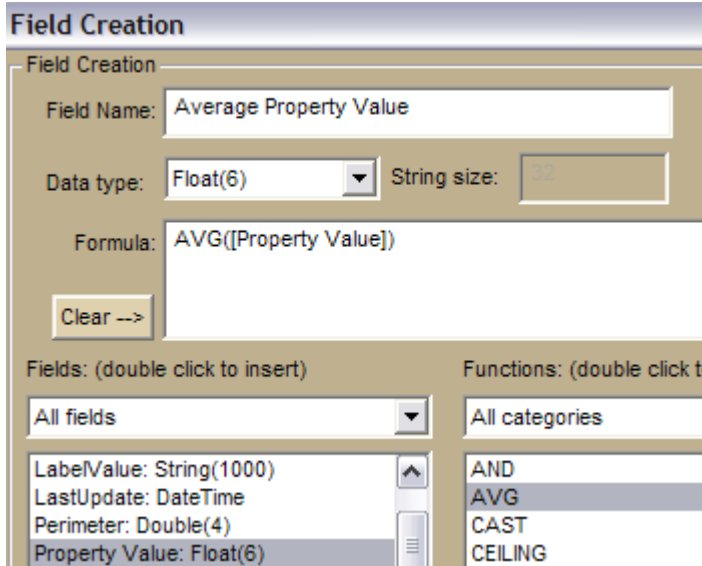 Field Creation
Field Creation
Field Name: Average Property Value
Data type: Float(6) String size: 32
Formula: AVG([Property Value])
Clear -->
Fields: (double click to insert) Functions: (double click t
All fields All categories
LabelValue: String(1000) AND
LastUpdate: DateTime AVG
Perimeter: Double(4) CAST
Property Value: Float(6) CEILING